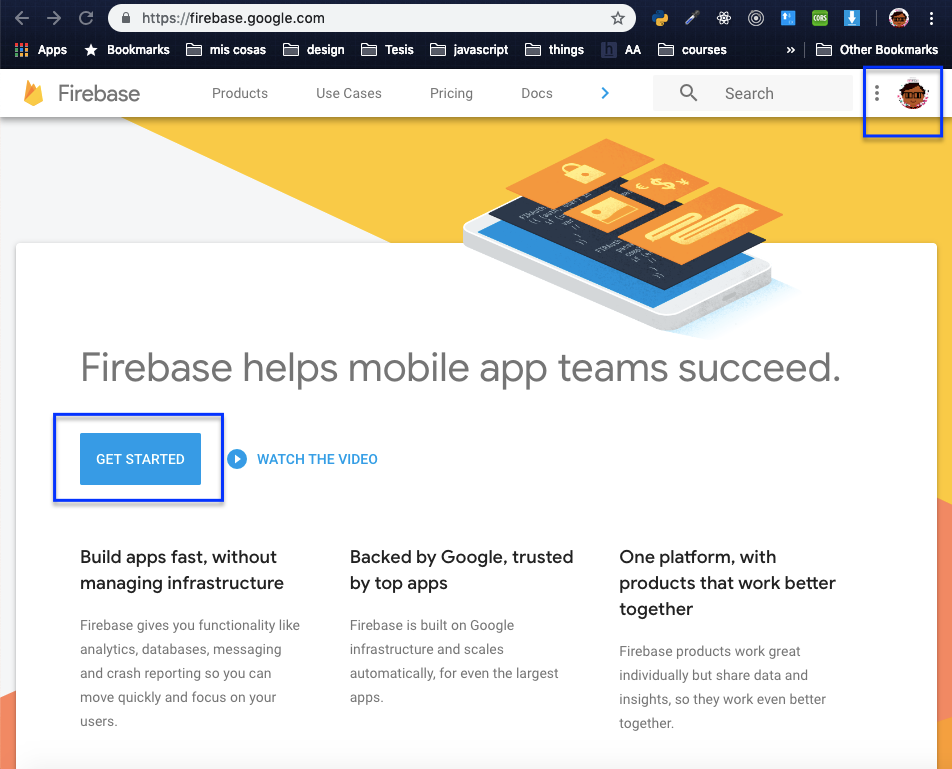 https://firebase.google.com
CORS
Apps Bookmarks mis cosas design Tesis javascript things h AA courses » Other Bookmarks
Firebase Products Use Cases Pricing Docs Search
Firebase helps mobile app teams succeed.
GET STARTED WATCH THE VIDEO
Build apps fast, without
managing infrastructure
Firebase gives you functionality like
analytics, databases, messaging
and crash reporting so you can
move quickly and focus on your
users.
Backed by Google, trusted
by top apps
Firebase is built on Google
infrastructure and scales
automatically, for even the largest
apps.
One platform, with
products that work better
together
Firebase products work great
individually but share data and
insights, so they work even better
together.